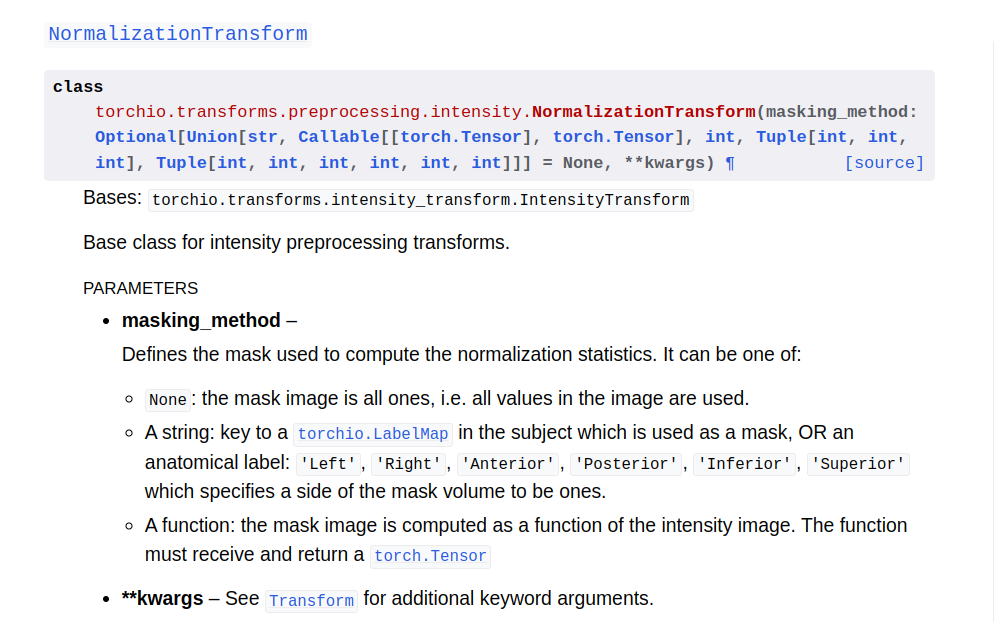 NormalizationTransform
class
torchio.transforms.preprocessing.intensity.NormalizationTransform(masking_method:
Optional[Union[str, Callable[[torch.Tensor], torch.Tensor], int, Tuple[int, int,
int], Tuple[int, int, int, int, int, int]]] = None, **kwargs) ¶ [source]
Bases: torchio.transforms.intensity_transform.IntensityTransform
Base class for intensity preprocessing transforms.
PARAMETERS
• masking_method –
Defines the mask used to compute the normalization statistics. It can be one of:
◦ None: the mask image is all ones, i.e. all values in the image are used.
◦ A string: key to a torchio.LabelMap in the subject which is used as a mask, OR an
anatomical label: 'Left', 'Right', 'Anterior', 'Posterior', 'Inferior', 'Superior'
which specifies a side of the mask volume to be ones.
◦ A function: the mask image is computed as a function of the intensity image. The function
must receive and return a torch.Tensor
• **kwargs – See Transform for additional keyword arguments.